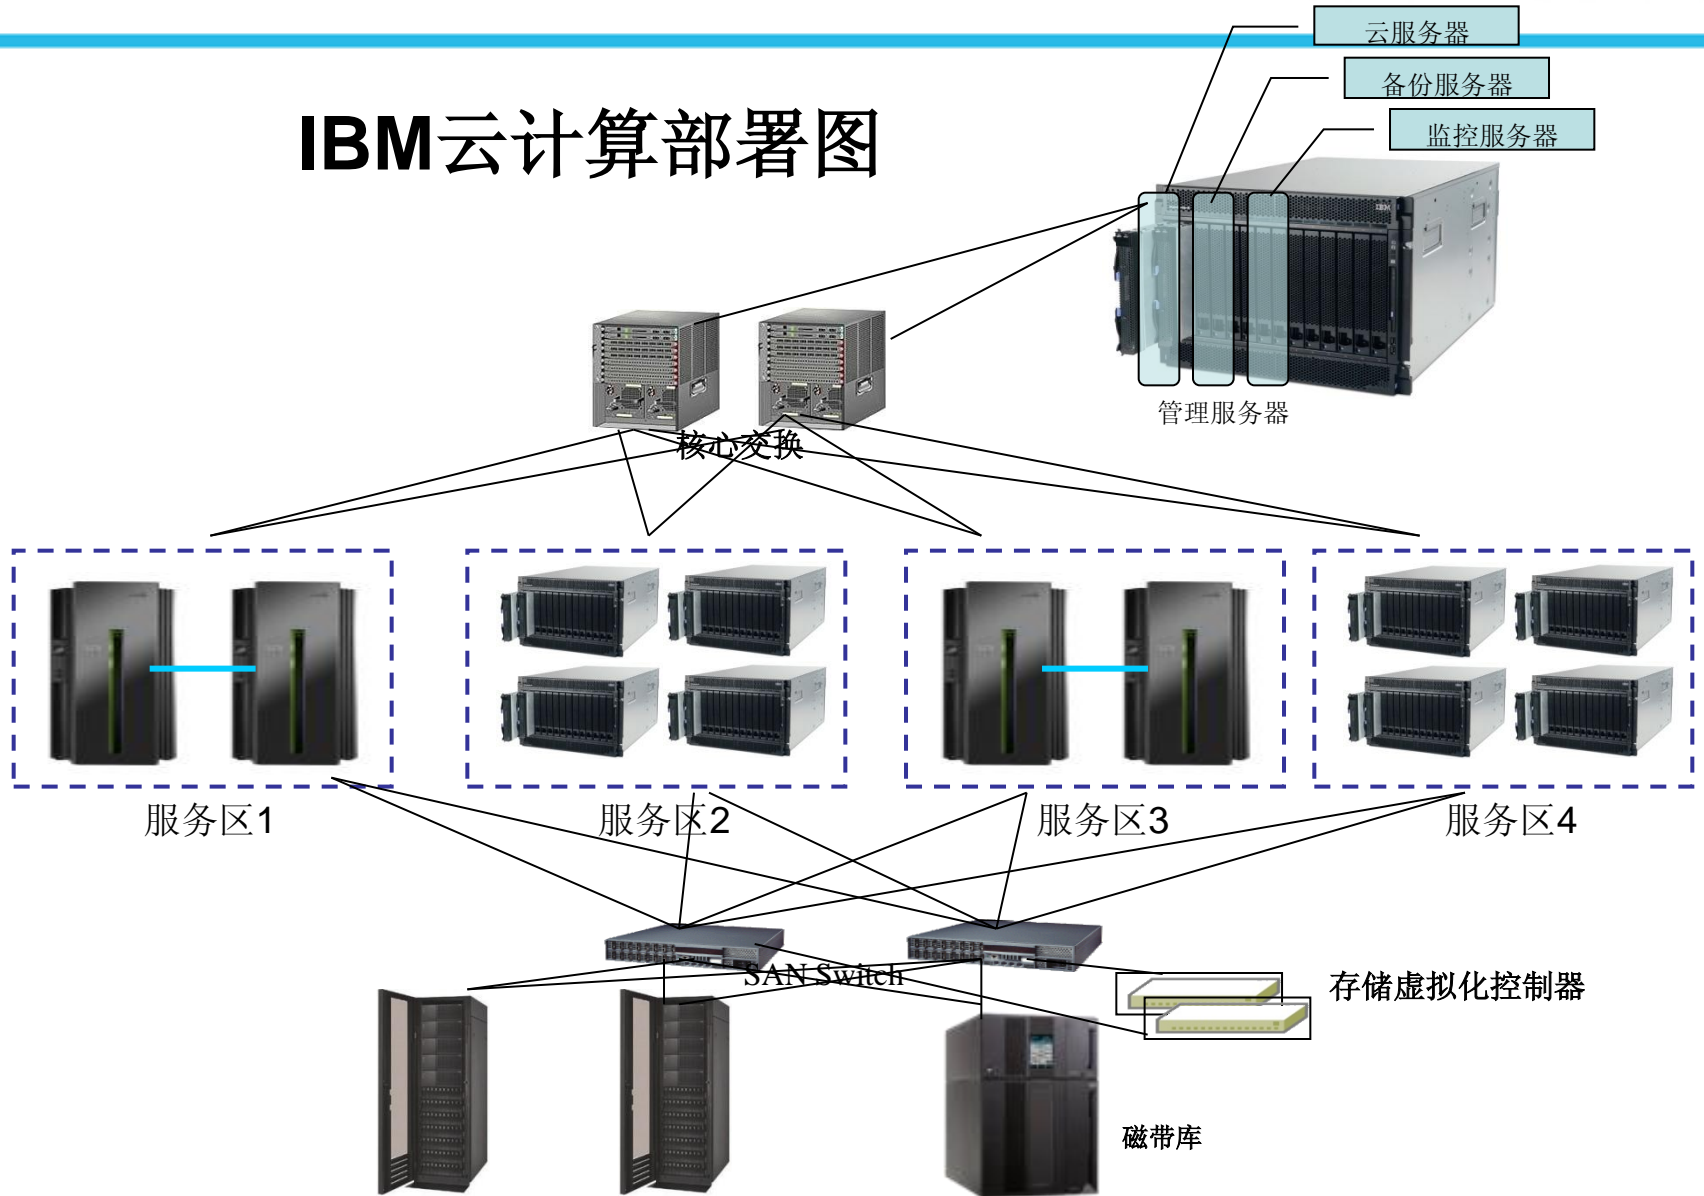 云服务器
备份服务器
监控服务器
IBM云计算部署图
IBM
管理服务器
核心交换
服务区1
服务区2
服务区3
服务区4
SAN Switch
存储虚拟化控制器
磁带库